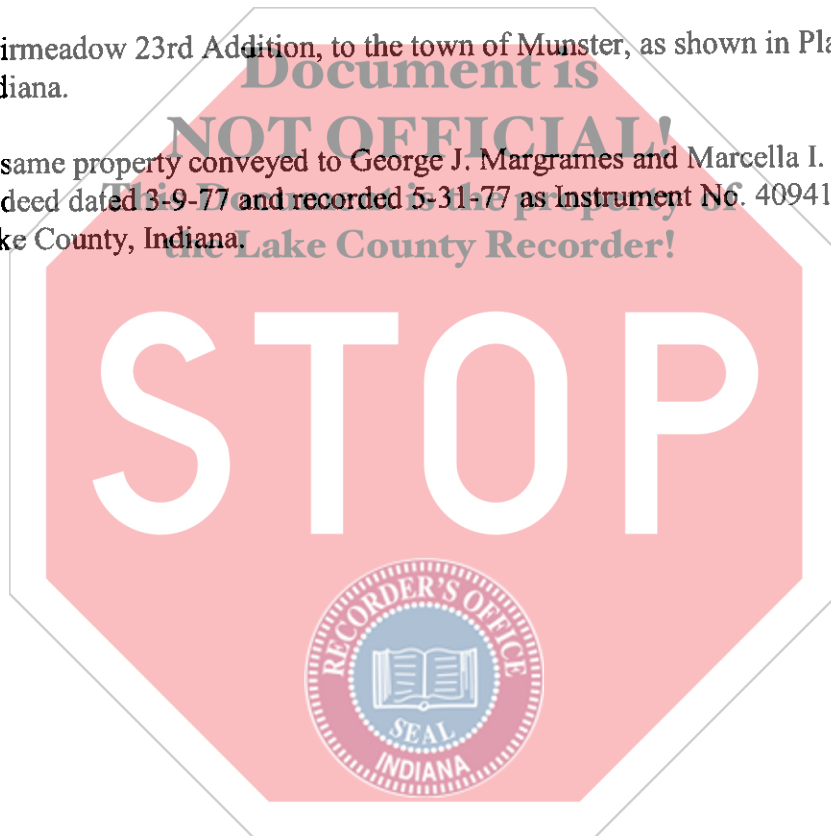 irmeadow 23rd Addition, to the town of Munster, as shown in Pla
diana.
Document is
NOT OFFICIAL!
same property conveyed to George J. Margrames and Marcella I.
This Document is the property of
deed dated 3-9-77 and recorded 5-31-77 as Instrument No. 40941
the Lake County Recorder!
ke County, Indiana.
STOP
RECORDER'S OFFICE
SEAL
INDIANA